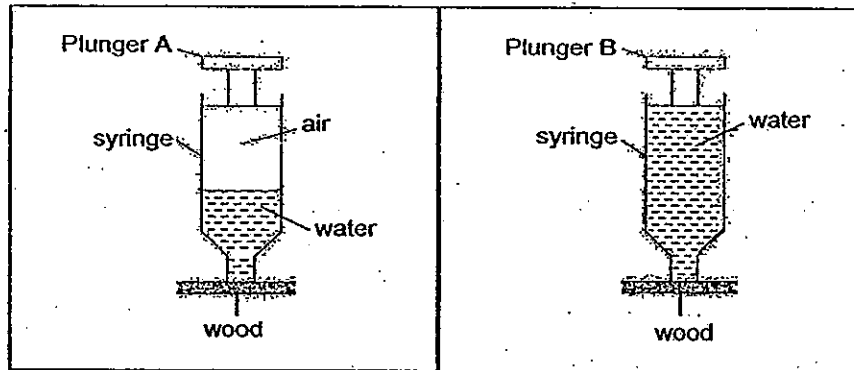 Plunger A
air
syringe
water
wood
Plunger B
water
syringe
wood